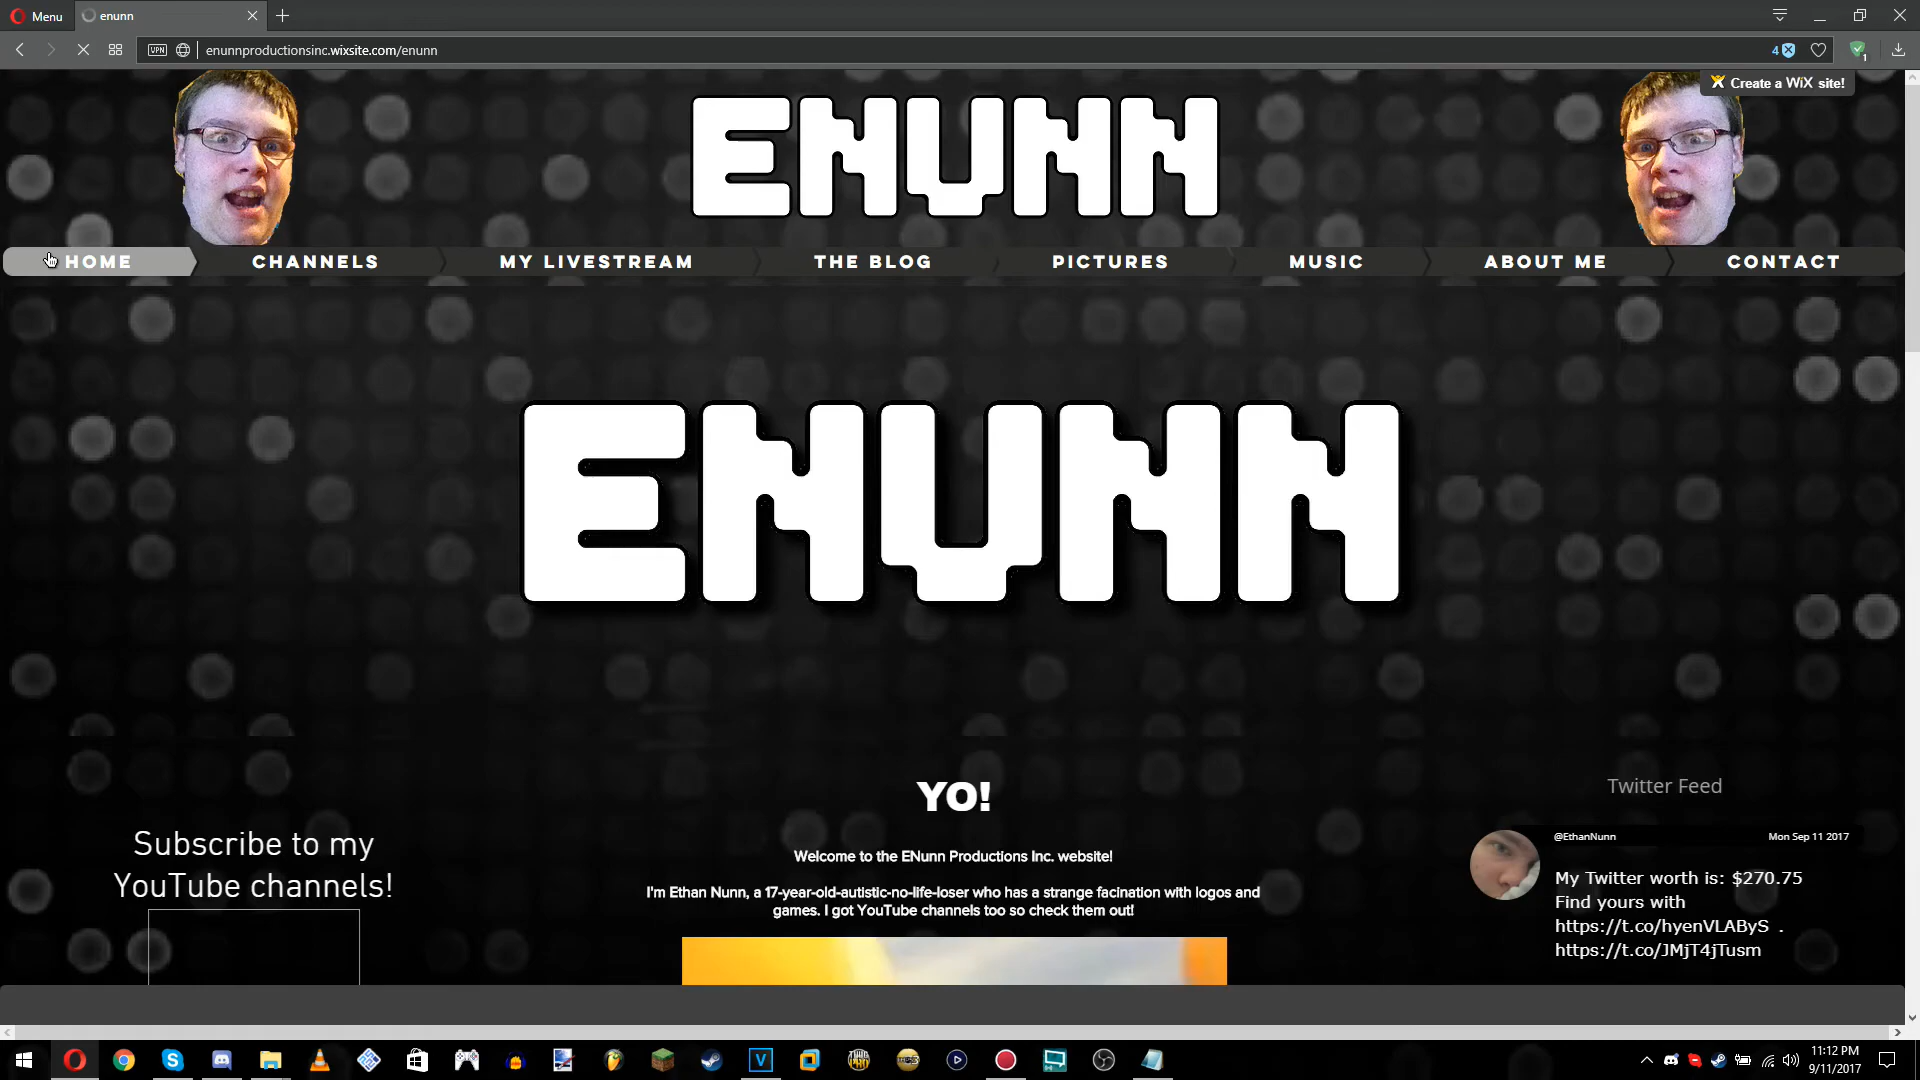 Menu
enunn
VPN
enunnproductionsinc.wixsite.com/enunn
4
1
Create a WiX site!
ENUNN
HOME
CHANNELS
MY LIVESTREAM
THE BLOG
PICTURES
MUSIC
ABOUT ME
CONTACT
ENUNN
YO!
Welcome to the ENunn Productions Inc. website!
I'm Ethan Nunn, a 17-year-old-autistic-no-life-loser who has a strange facination with logos and
games. I got YouTube channels too so check them out!
Subscribe to my
YouTube channels!
Twitter Feed
@EthanNunn
Mon Sep 11 2017
My Twitter worth is: $270.75
Find yours with
https://t.co/hyenVLAByS .
https://t.co/JMjT4jTusm
11:12 PM
9/11/2017